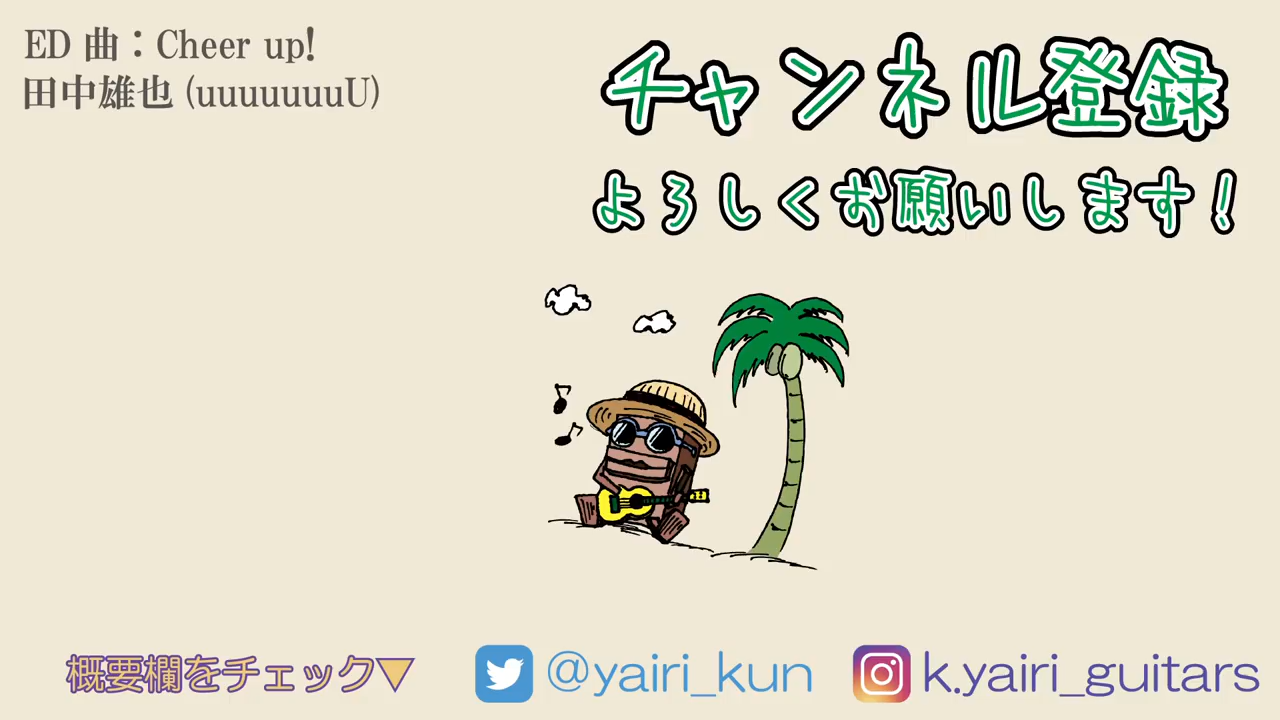 ED 曲：Cheer up!
田中雄也 (uuuuuuuU)
チャンネル登録
よろしくお願いします！
概要欄をチェック▼
@yairi_kun
k.yairi_guitars